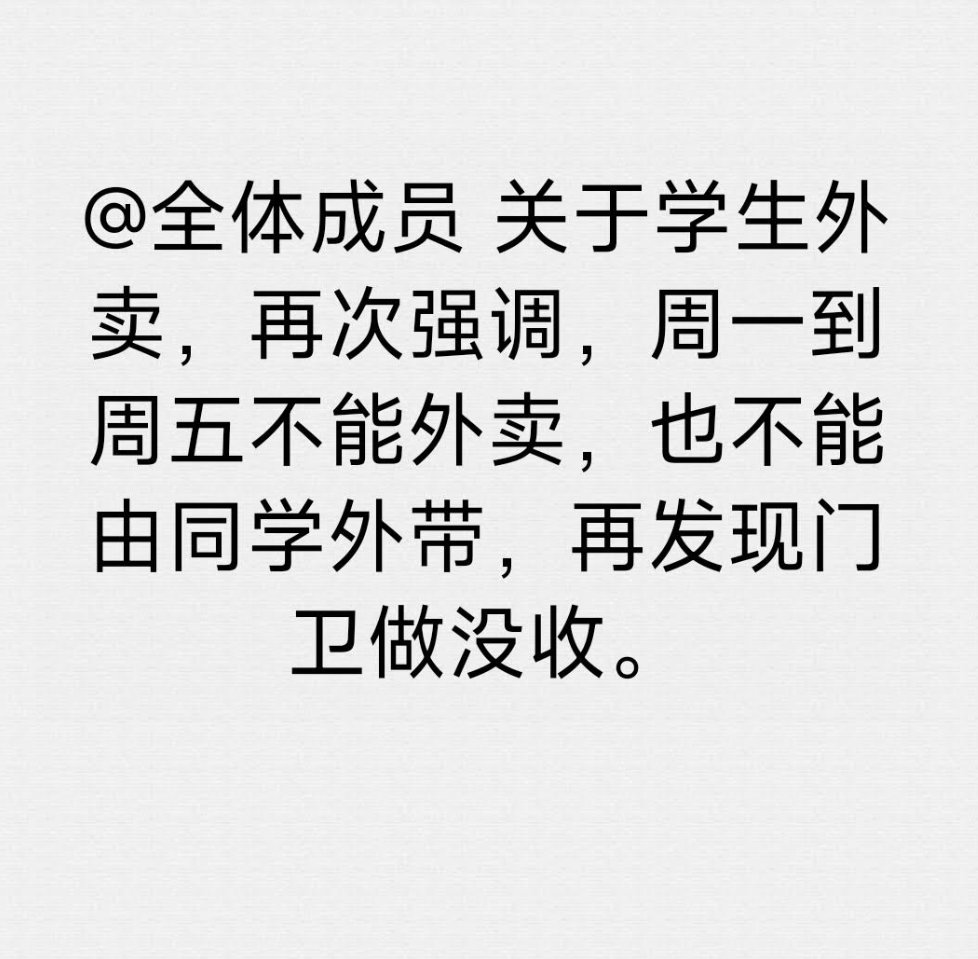 @全体成员 关于学生外
卖，再次强调，周一到
周五不能外卖，也不能
由同学外带，再发现门
卫做没收。